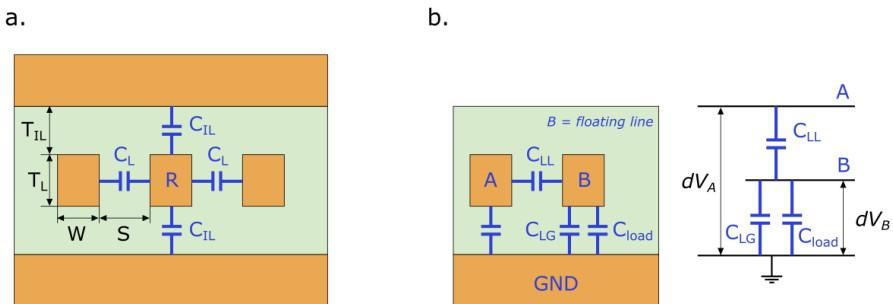 a.
T_IL
C_IL
C_L
C_L
R
T_L
W
S
C_IL
b.
B = floating line
C_LL
A
B
C_LG
C_load
GND
A
C_LL
B
dV_A
C_LG
C_load
dV_B